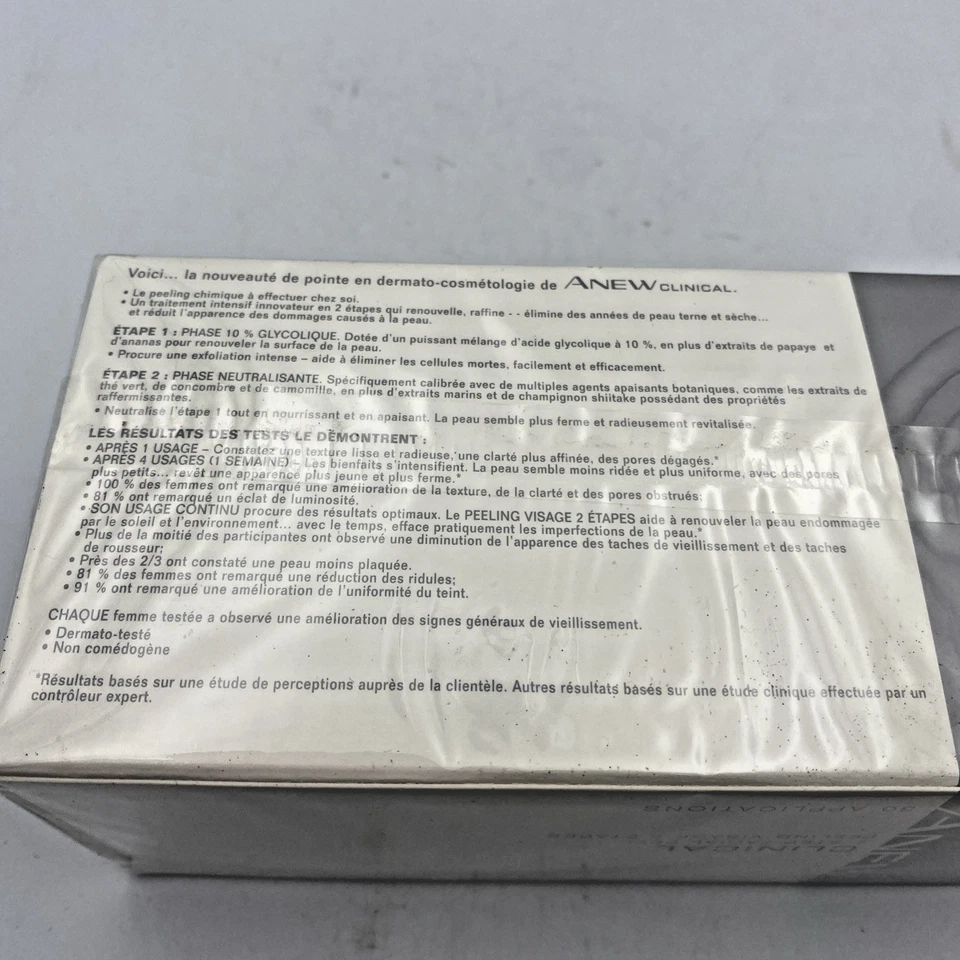 Voici... la nouveauté de pointe en dermato-cosmétologie de ANEW CLINICAL.
• Le peeling chimique à effectuer chez soi.
• Un traitement intensif innovateur en 2 étapes qui renouvelle, raffine - - élimine des années de peau terne et sèche...
et réduit l'apparence des dommages causés à la peau.
ÉTAPE 1 : PHASE 10 % GLYCOLIQUE. Dotée d'un puissant mélange d'acide glycolique à 10 %, en plus d'extraits de papaye et
d'ananas pour renouveler la surface de la peau.
• Procure une exfoliation intense – aide à éliminer les cellules mortes, facilement et efficacement.
ÉTAPE 2 : PHASE NEUTRALISANTE. Spécifiquement calibrée avec de multiples agents apaisants botaniques, comme les extraits de
thé vert, de concombre et de camomille, en plus d'extraits marins et de champignon shiitake possédant des propriétés
raffermissantes.
• Neutralise l'étape 1 tout en nourrissant et en apaisant. La peau semble plus ferme et radieusement revitalisée.
LES RÉSULTATS DES TESTS LE DÉMONTRENT :
• APRÈS 1 USAGE – Constatez une texture lisse et radieuse, une clarté plus affinée, des pores dégagés.*
• APRÈS 4 USAGES (1 SEMAINE) – Les bienfaits s'intensifient. La peau semble moins ridée et plus uniforme, avec des pores
plus petits... revêt une apparence plus jeune et plus ferme.*
• 100 % des femmes ont remarqué une amelioration de la texture, de la clarté et des pores obstrués;
• 81 % ont remarqué un éclat de luminosité.
• SON USAGE CONTINU procure des résultats optimaux. Le PEELING VISAGE 2 ÉTAPES aide à renouveler la peau endommagée
par le soleil et l'environnement... avec le temps, efface pratiquement les imperfections de la peau.*
• Plus de la moitié des participantes ont observé une diminution de l'apparence des taches de vieillissement et des taches
de rousseur;
• Près des 2/3 ont constaté une peau moins plaquée.
• 81 % des femmes ont remarqué une réduction des ridules;
• 91 % ont remarqué une amélioration de l'uniformité du teint.
CHAQUE femme testée a observé une amélioration des signes généraux de vieillissement.
• Dermato-testé
• Non comédogène
*Résultats basés sur une étude de perceptions auprès de la clientèle. Autres résultats basés sur une étude clinique effectuée par un
contrôleur expert.
30 APPLICATIONS
CLINICAL
ANE